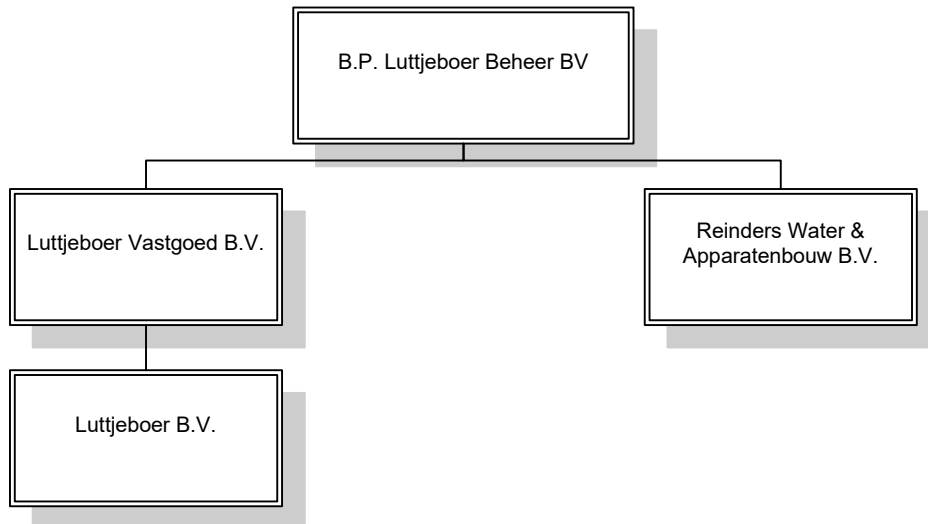 B.P. Luttjeboer Beheer BV
Luttjeboer Vastgoed B.V.
Reinders Water &
Apparatenbouw B.V.
Luttjeboer B.V.